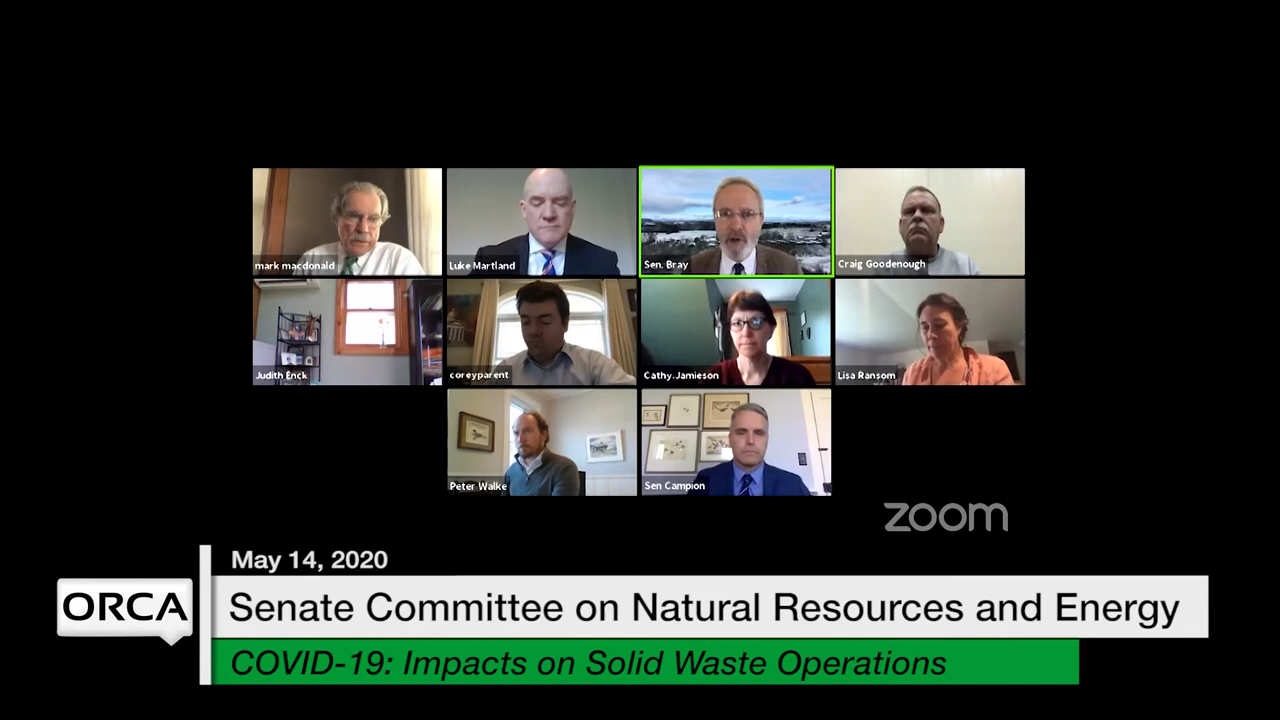 mark macdonald
Luke Martland
Sen. Bray
Craig Goodenough
Judith Enck
coreyparent
Cathy.Jamieson
Lisa Ransom
Peter Walke
Sen Campion
zoom
May 14, 2020
ORCA
Senate Committee on Natural Resources and Energy
COVID-19: Impacts on Solid Waste Operations